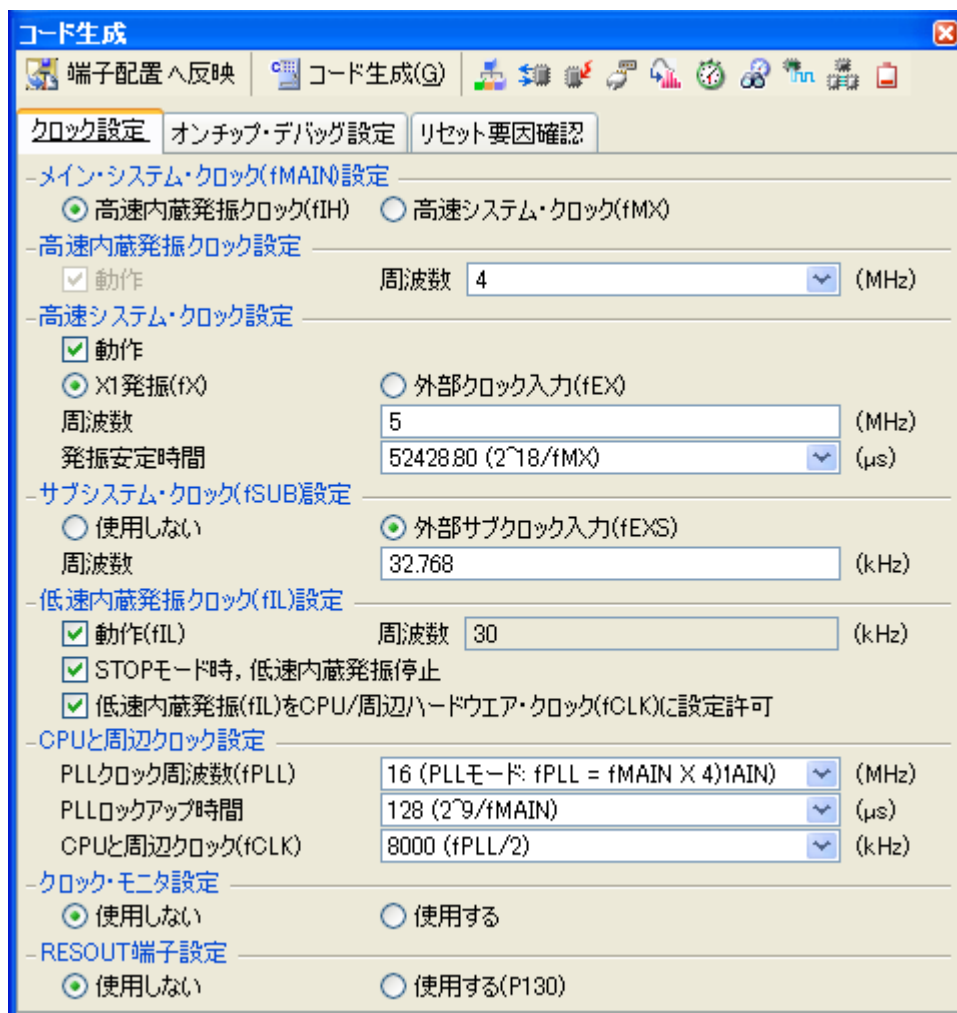 コード生成
端子配置へ反映 コード生成(G)
クロック設定 オンチップ・デバッグ設定 リセット要因確認
メイン・システム・クロック(fMAIN)設定
高速内蔵発振クロック(fIH) 高速システム・クロック(fMX)
高速内蔵発振クロック設定
動作 周波数 4 (MHz)
高速システム・クロック設定
動作
X1発振(fX) 外部クロック入力(fEX)
周波数 5 (MHz)
発振安定時間 52428.80 (2^18/fMX) (μs)
サブシステム・クロック(fSUB)設定
使用しない 外部サブクロック入力(fEXS)
周波数 32.768 (kHz)
低速内蔵発振クロック(fIL)設定
動作(fIL) 周波数 30 (kHz)
STOPモード時, 低速内蔵発振停止
低速内蔵発振(fIL)をCPU/周辺ハードウエア・クロック(fCLK)に設定許可
CPUと周辺クロック設定
PLLクロック周波数(fPLL) 16 (PLLモード: fPLL = fMAIN X 4)1AIN) (MHz)
PLLロックアップ時間 128 (2^9/fMAIN) (μs)
CPUと周辺クロック(fCLK) 8000 (fPLL/2) (kHz)
クロック・モニタ設定
使用しない 使用する
RESOUT端子設定
使用しない 使用する(P130)